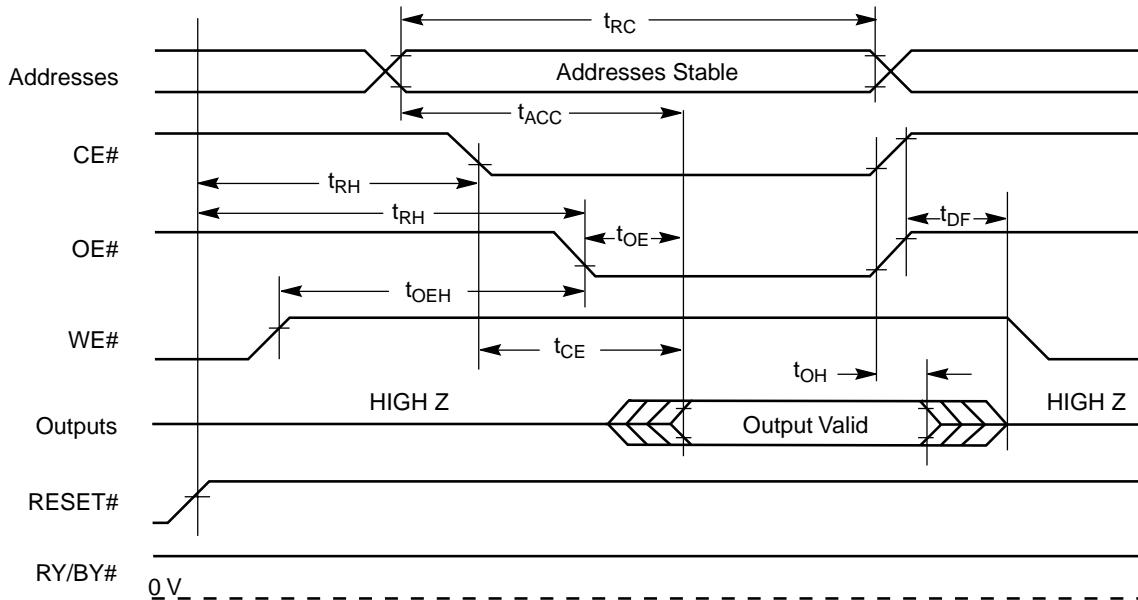 tRC
Addresses
Addresses Stable
tACC
CE#
tRH
tRH
tOE
tDF
OE#
tOEH
WE#
tCE
tOH
HIGH Z
HIGH Z
Outputs
Output Valid
RESET#
RY/BY#
0 V